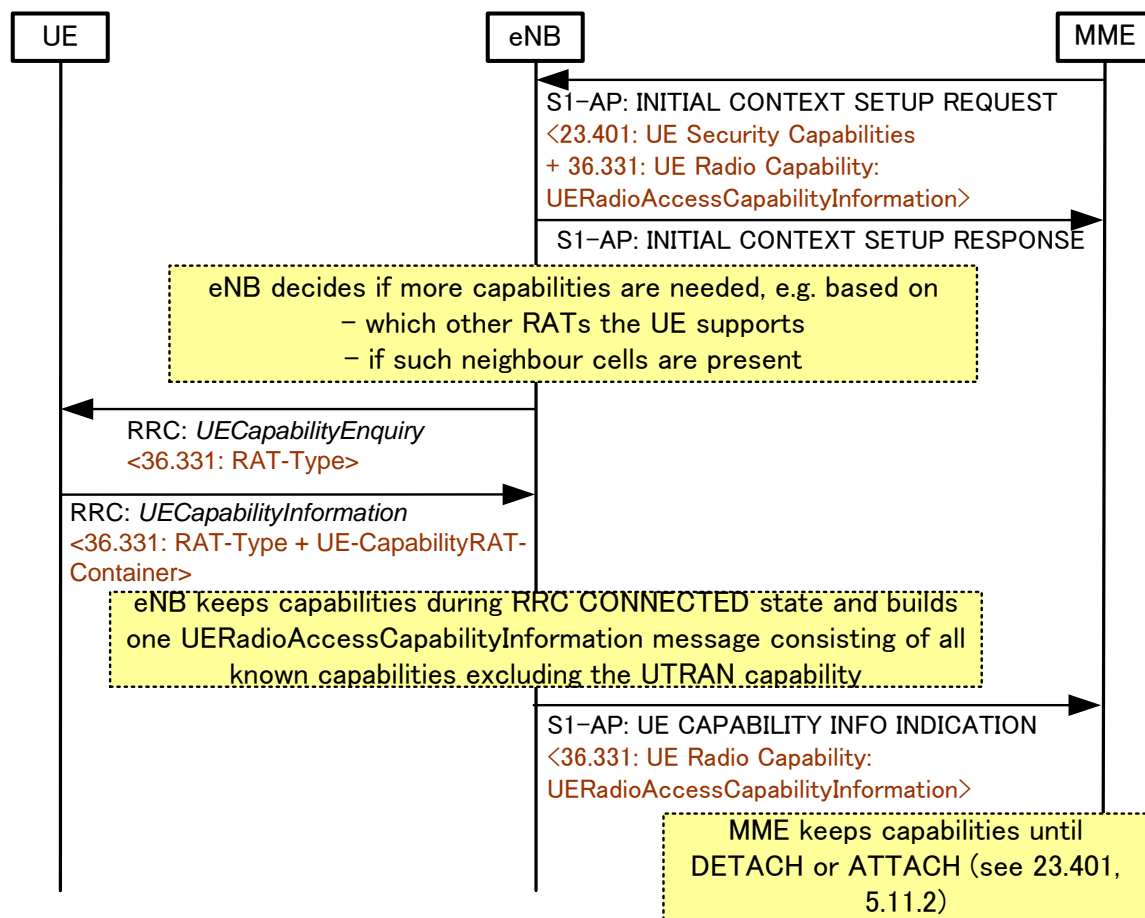 UE
eNB
MME
S1-AP: INITIAL CONTEXT SETUP REQUEST
<23.401: UE Security Capabilities
+ 36.331: UE Radio Capability:
UERadioAccessCapabilityInformation>
S1-AP: INITIAL CONTEXT SETUP RESPONSE
eNB decides if more capabilities are needed, e.g. based on
- which other RATs the UE supports
- if such neighbour cells are present
RRC: UECapabilityEnquiry
<36.331: RAT-Type>
RRC: UECapabilityInformation
<36.331: RAT-Type + UE-CapabilityRAT-
Container>
eNB keeps capabilities during RRC CONNECTED state and builds
one UERadioAccessCapabilityInformation message consisting of all
known capabilities excluding the UTRAN capability
S1-AP: UE CAPABILITY INFO INDICATION
<36.331: UE Radio Capability:
UERadioAccessCapabilityInformation>
MME keeps capabilities until
DETACH or ATTACH (see 23.401,
5.11.2)